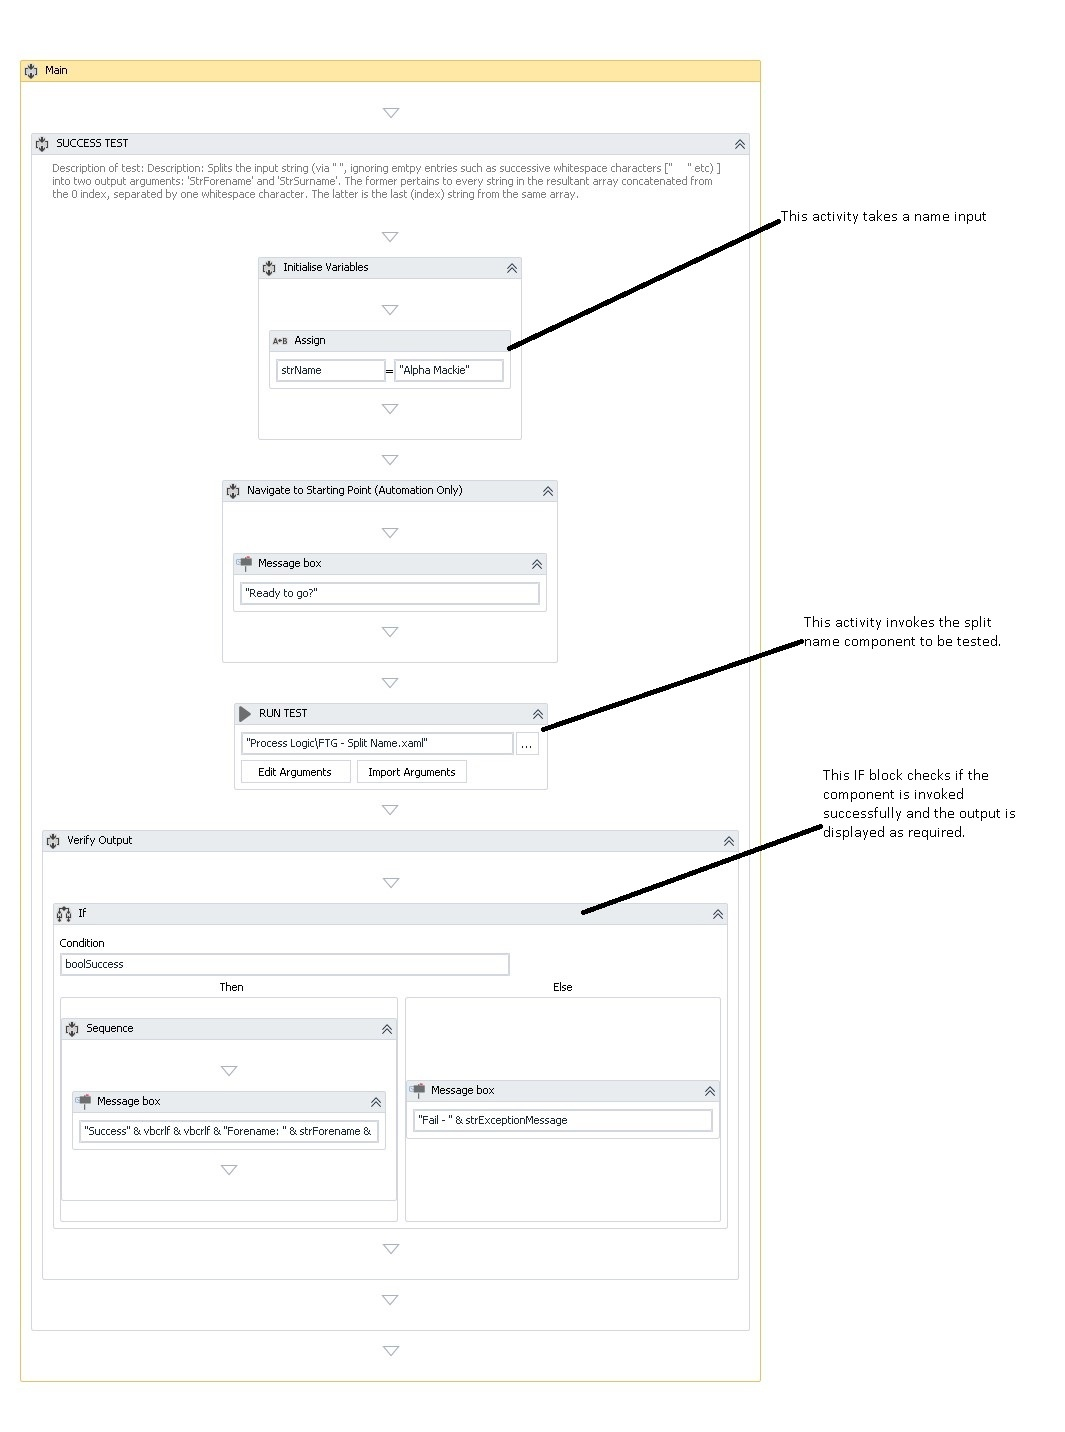 Main
SUCCESS TEST
Description of test: Description: Splits the input string (via " ", ignoring emtpy entries such as successive whitespace characters ["     " etc) ]
into two output arguments: 'StrForename' and 'StrSurname'. The former pertains to every string in the resultant array concatenated from
the 0 index, separated by one whitespace character. The latter is the last (index) string from the same array.
This activity takes a name input
Initialise Variables
A+B Assign
strName = "Alpha Mackie"
Navigate to Starting Point (Automation Only)
Message box
"Ready to go?"
This activity invokes the split
name component to be tested.
RUN TEST
"Process Logic\FTG - Split Name.xaml" ...
Edit Arguments Import Arguments
This IF block checks if the
component is invoked
successfully and the output is
displayed as required.
Verify Output
If
Condition
boolSuccess
Then Else
Sequence
Message box
"Success" & vbcrlf & vbcrlf & "Forename: " & strForename &
Message box
"Fail - " & strExceptionMessage